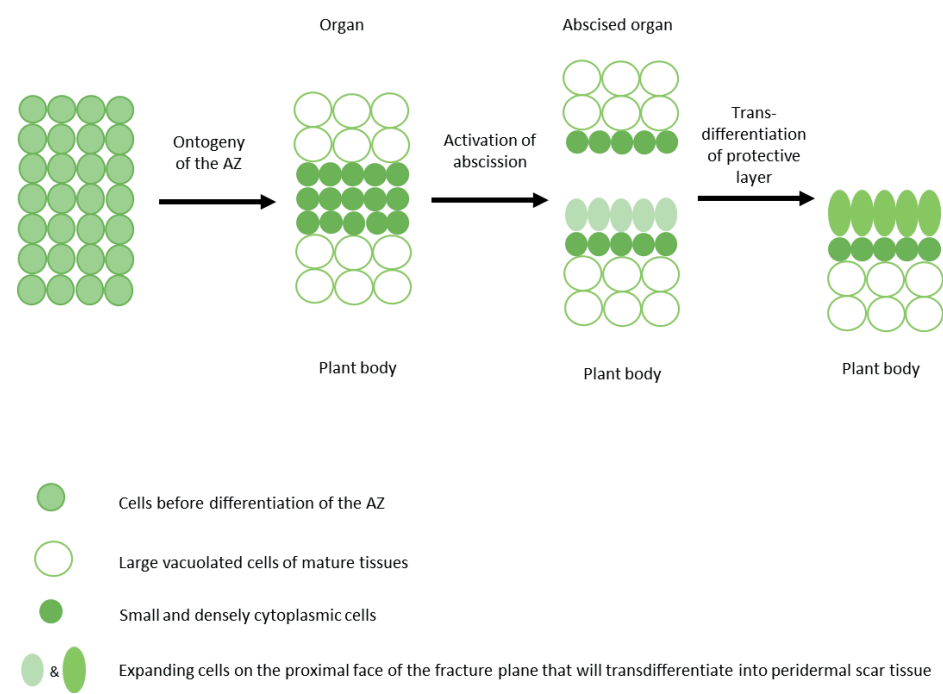 Organ
Abscised organ
Ontogeny
of the AZ
Activation of
abscission
Trans-
differentiation
of protective
layer
Plant body
Plant body
Plant body
Cells before differentiation of the AZ
Large vacuolated cells of mature tissues
Small and densely cytoplasmic cells
& Expanding cells on the proximal face of the fracture plane that will transdifferentiate into peridermal scar tissue